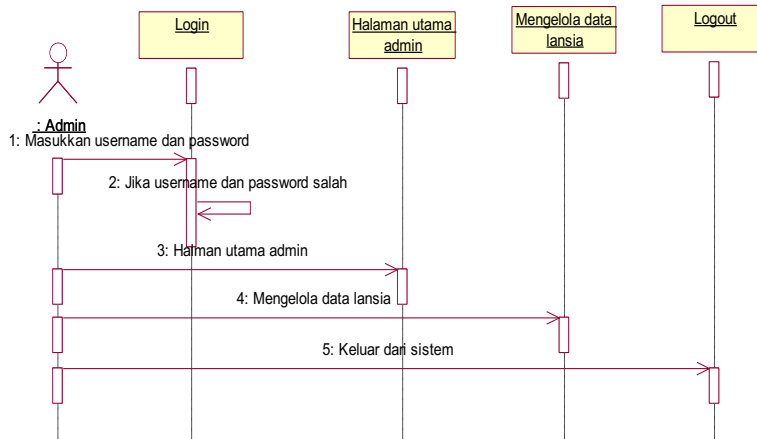 Login
Halaman utama
admin
Mengelola data
lansia
Logout
: Admin
1: Masukkan username dan password
2: Jika username dan password salah
3: Halman utama admin
4: Mengelola data lansia
5: Keluar dari sistem